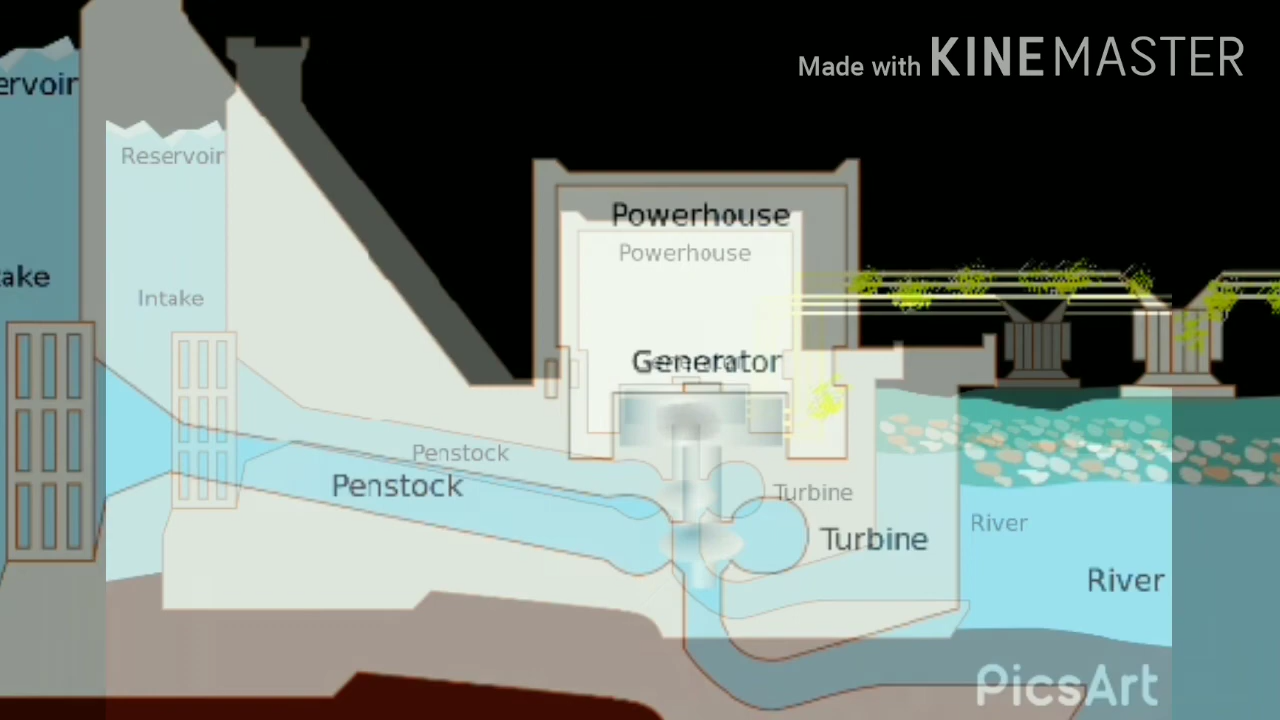 Made with KINEMASTER
ervoir
Reservoir
Powerhouse
Powerhouse
ake
Intake
Generator
Penstock
Penstock
Turbine
Turbine
River
River
PicsArt